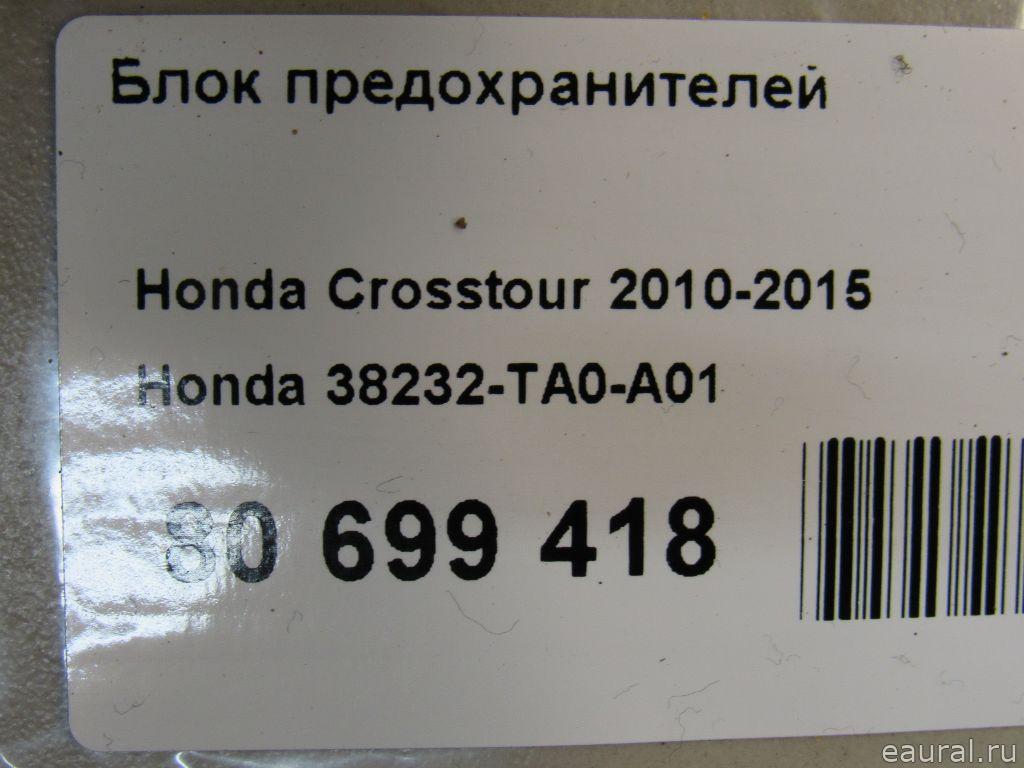 Блок предохранителей
Honda Crosstour 2010-2015
Honda 38232-TA0-A01
80 699 418
eaural.ru